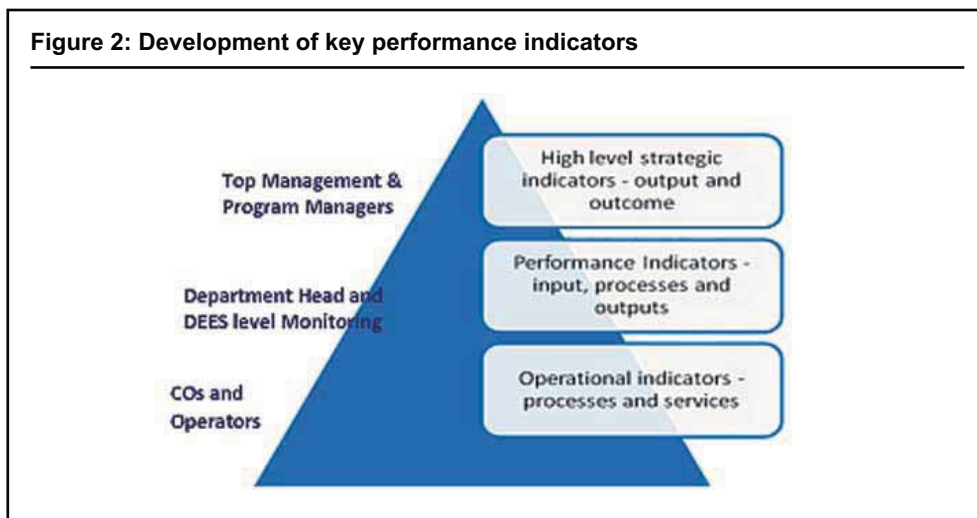 Figure 2: Development of key performance indicators
Top Management &
Program Managers
High level strategic
indicators - output and
outcome
Department Head and
DEES level Monitoring
Performance Indicators -
input, processes and
outputs
COs and
Operators
Operational indicators -
processes and services